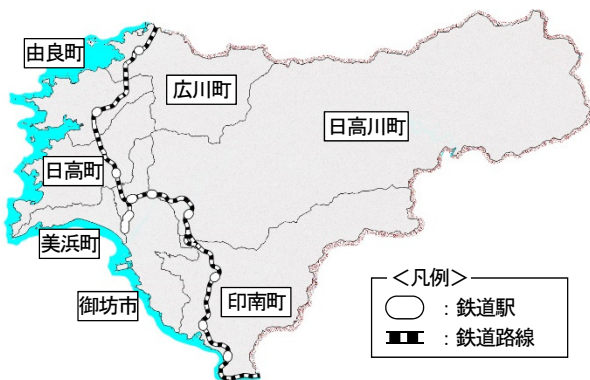 由良町
広川町
日高川町
日高町
美浜町
御坊市
印南町
＜凡例＞
：鉄道駅
：鉄道路線